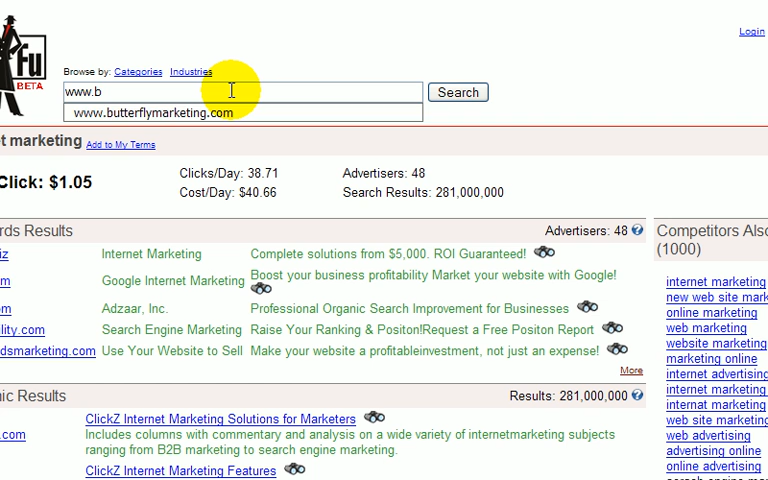 Fu
BETA
Login
Browse by: Categories Industries
www.b
Search
www.butterflymarketing.com
et marketing Add to My Terms
Click: $1.05
Clicks/Day: 38.71
Advertisers: 48
Cost/Day: $40.66
Search Results: 281,000,000
rds Results
Advertisers: 48
Competitors Also
(1000)
iz Internet Marketing Complete solutions from $5,000. ROI Guaranteed!
m Google Internet Marketing Boost your business profitability Market your website with Google!
om Adzaar, Inc. Professional Organic Search Improvement for Businesses
ility.com Search Engine Marketing Raise Your Ranking & Positon!Request a Free Positon Report
dsmarketing.com Use Your Website to Sell Make your website a profitableinvestment, not just an expense!
More
internet marketing
new web site mark
online marketing
web marketing
website marketing
marketing online
internet advertising
internet marketing
internat marketing
web site marketing
web advertising
advertising online
online advertising
nic Results
Results: 281,000,000
ClickZ Internet Marketing Solutions for Marketers
.com Includes columns with commentary and analysis on a wide variety of internetmarketing subjects
ranging from B2B marketing to search engine marketing.
ClickZ Internet Marketing Features